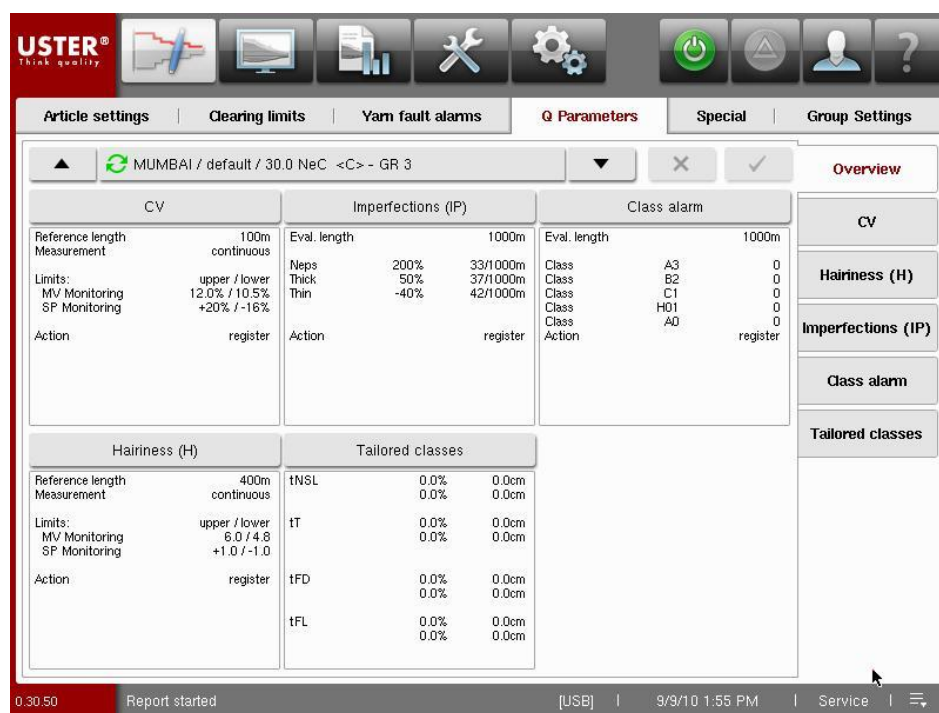 USTER®
Think quality
?
Article settings | Clearing limits | Yarn fault alarms Q Parameters Special | Group Settings
MUMBAI / default / 30.0 NeC <C> - GR 3
Overview
CV
Hairiness (H)
Imperfections (IP)
Class alarm
Tailored classes
CV
Reference length 100m
Measurement continuous
Limits: upper / lower
MV Monitoring 12.0% / 10.5%
SP Monitoring +20% / -16%
Action register
Imperfections (IP)
Eval. length 1000m
Neps 200% 33/1000m
Thick 50% 37/1000m
Thin -40% 42/1000m
Action register
Class alarm
Eval. length 1000m
Class A3 0
Class B2 0
Class C1 0
Class H01 0
Class A0 0
Action register
Hairiness (H)
Reference length 400m
Measurement continuous
Limits: upper / lower
MV Monitoring 6.0 / 4.8
SP Monitoring +1.0 / -1.0
Action register
Tailored classes
tNSL 0.0% 0.0cm
0.0% 0.0cm
tT 0.0% 0.0cm
0.0% 0.0cm
tFD 0.0% 0.0cm
0.0% 0.0cm
tFL 0.0% 0.0cm
0.0% 0.0cm
0.30.50 Report started [USB] | 9/9/10 1:55 PM | Service |